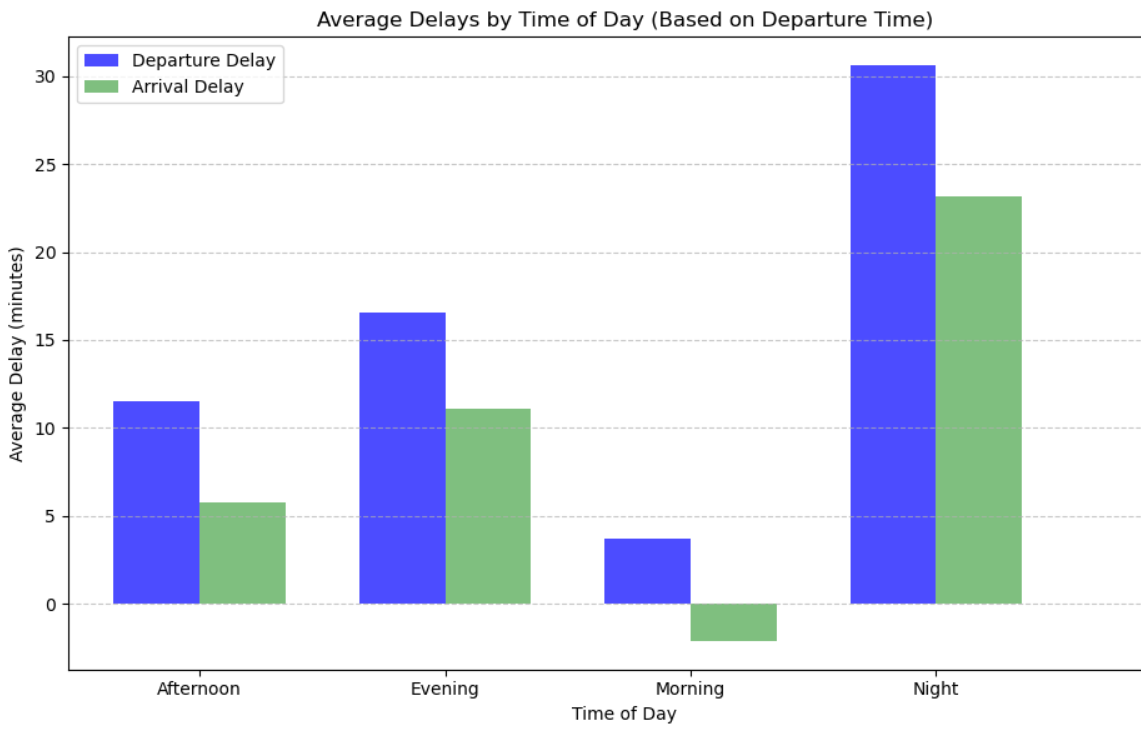 Average Delays by Time of Day (Based on Departure Time)
Departure Delay
Arrival Delay
30
25
20
15
10
5
0
Average Delay (minutes)
Afternoon
Evening
Morning
Night
Time of Day